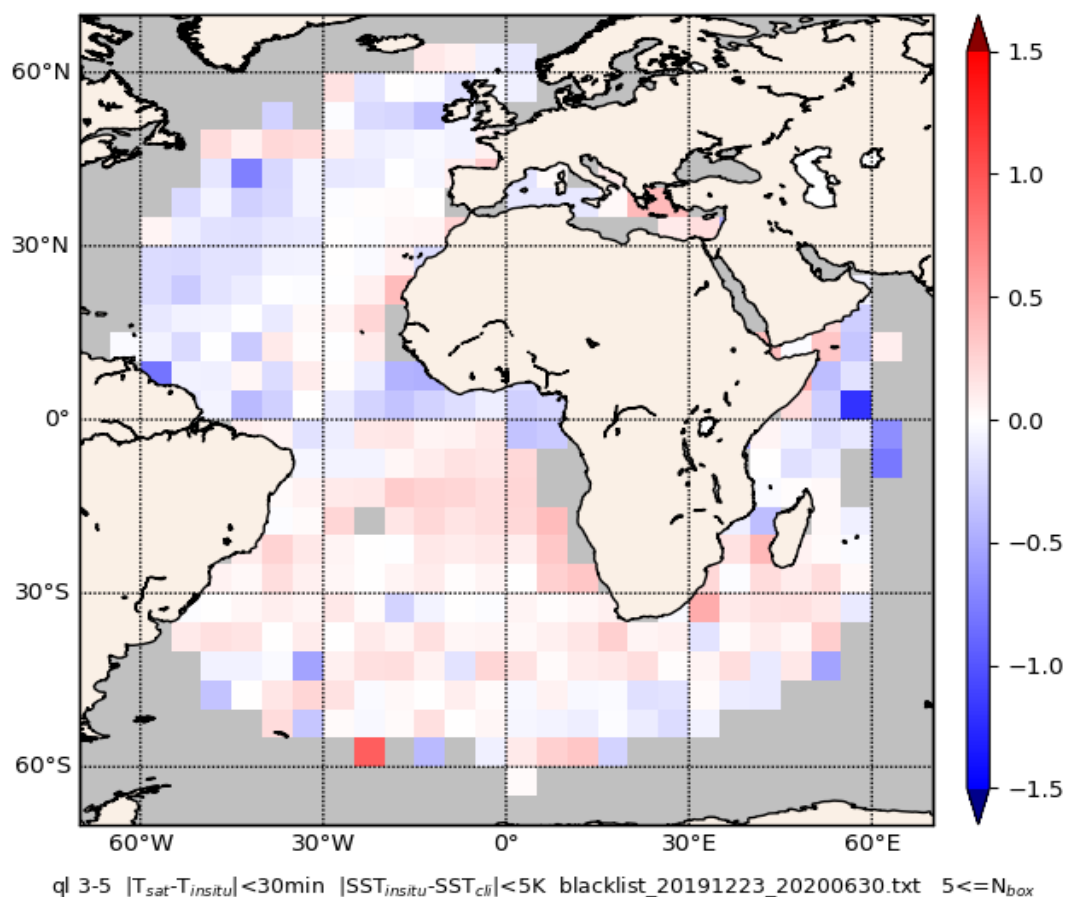 60°N
30°N
0°
30°S
60°S
60°W 30°W 0° 30°E 60°E
1.5
1.0
0.5
0.0
−0.5
−1.0
−1.5
ql 3-5 |T_sat-T_insitu|<30min |SST_insitu-SST_cli|<5K blacklist_20191223_20200630.txt 5<=N_box